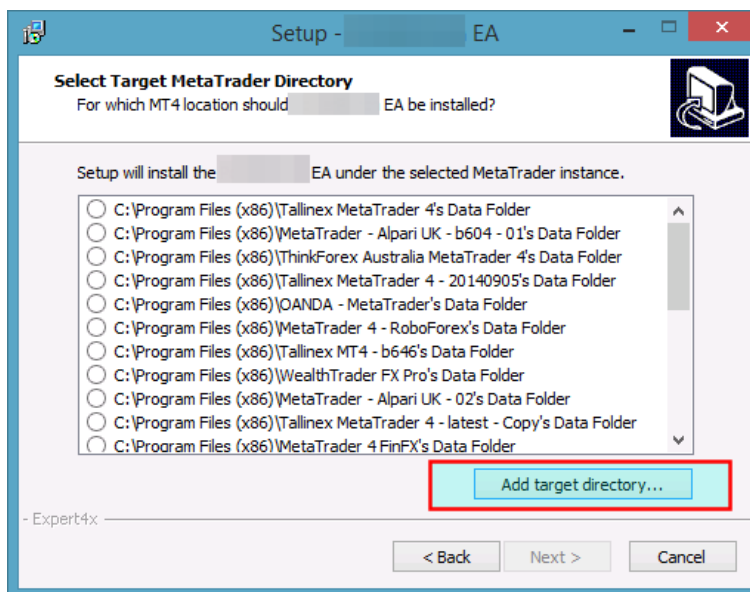 Setup - EA
Select Target MetaTrader Directory
For which MT4 location should EA be installed?
Setup will install the EA under the selected MetaTrader instance.
C:\Program Files (x86)\Tallinex MetaTrader 4's Data Folder
C:\Program Files (x86)\MetaTrader - Alpari UK - b604 - 01's Data Folder
C:\Program Files (x86)\ThinkForex Australia MetaTrader 4's Data Folder
C:\Program Files (x86)\Tallinex MetaTrader 4 - 20140905's Data Folder
C:\Program Files (x86)\OANDA - MetaTrader's Data Folder
C:\Program Files (x86)\MetaTrader 4 - RoboForex's Data Folder
C:\Program Files (x86)\Tallinex MT4 - b646's Data Folder
C:\Program Files (x86)\WealthTrader FX Pro's Data Folder
C:\Program Files (x86)\MetaTrader - Alpari UK - 02's Data Folder
C:\Program Files (x86)\Tallinex MetaTrader 4 - latest - Copy's Data Folder
C:\Program Files (x86)\MetaTrader 4 FinFX's Data Folder
Add target directory...
- Expert4x
< Back Next > Cancel